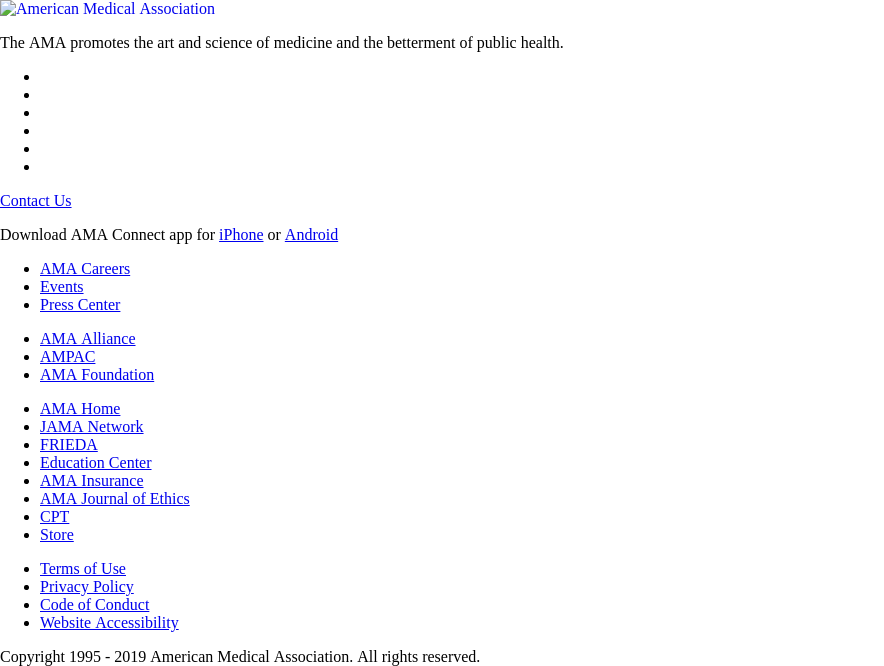 American Medical Association
The AMA promotes the art and science of medicine and the betterment of public health.
Contact Us
Download AMA Connect app for iPhone or Android
AMA Careers
Events
Press Center
AMA Alliance
AMPAC
AMA Foundation
AMA Home
JAMA Network
FRIEDA
Education Center
AMA Insurance
AMA Journal of Ethics
CPT
Store
Terms of Use
Privacy Policy
Code of Conduct
Website Accessibility
Copyright 1995 - 2019 American Medical Association. All rights reserved.